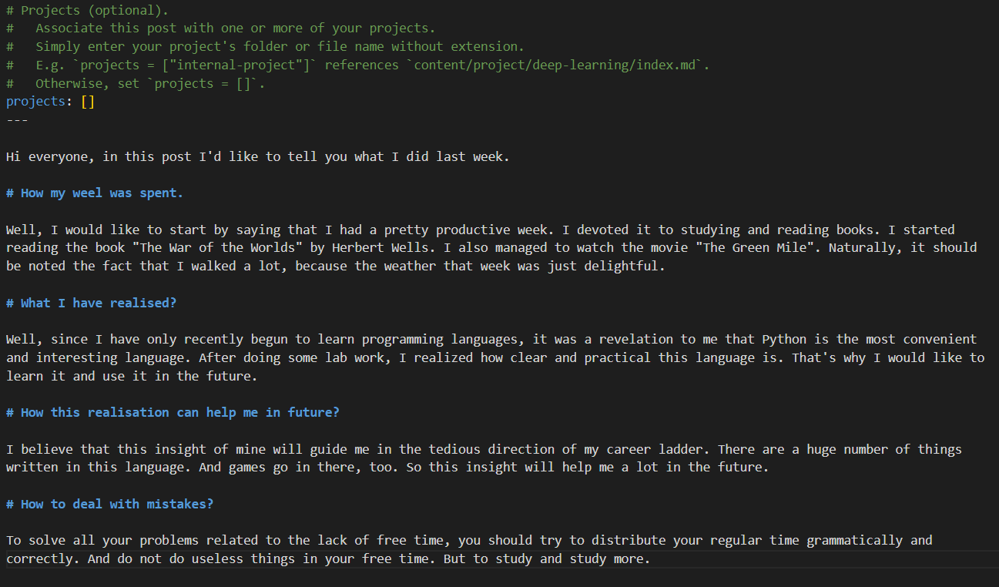 # Projects (optional).
#   Associate this post with one or more of your projects.
#   Simply enter your project's folder or file name without extension.
#   E.g. `projects = ["internal-project"]` references `content/project/deep-learning/index.md`.
#   Otherwise, set `projects = []`.
projects: []
---
Hi everyone, in this post I'd like to tell you what I did last week.
# How my weel was spent.
Well, I would like to start by saying that I had a pretty productive week. I devoted it to studying and reading books. I started
reading the book "The War of the Worlds" by Herbert Wells. I also managed to watch the movie "The Green Mile". Naturally, it should
be noted the fact that I walked a lot, because the weather that week was just delightful.
# What I have realised?
Well, since I have only recently begun to learn programming languages, it was a revelation to me that Python is the most convenient
and interesting language. After doing some lab work, I realized how clear and practical this language is. That's why I would like to
learn it and use it in the future.
# How this realisation can help me in future?
I believe that this insight of mine will guide me in the tedious direction of my career ladder. There are a huge number of things
written in this language. And games go in there, too. So this insight will help me a lot in the future.
# How to deal with mistakes?
To solve all your problems related to the lack of free time, you should try to distribute your regular time grammatically and
correctly. And do not do useless things in your free time. But to study and study more.